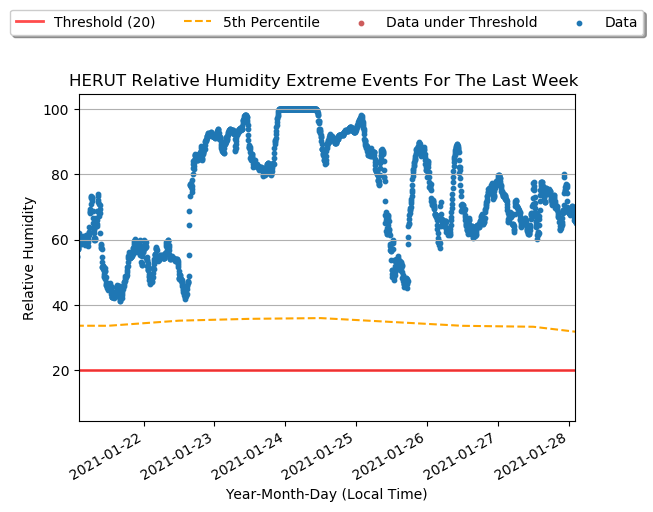 Threshold (20) 5th Percentile Data under Threshold Data
HERUT Relative Humidity Extreme Events For The Last Week
Relative Humidity
100
80
60
40
20
2021-01-22 2021-01-23 2021-01-24 2021-01-25 2021-01-26 2021-01-27 2021-01-28
Year-Month-Day (Local Time)